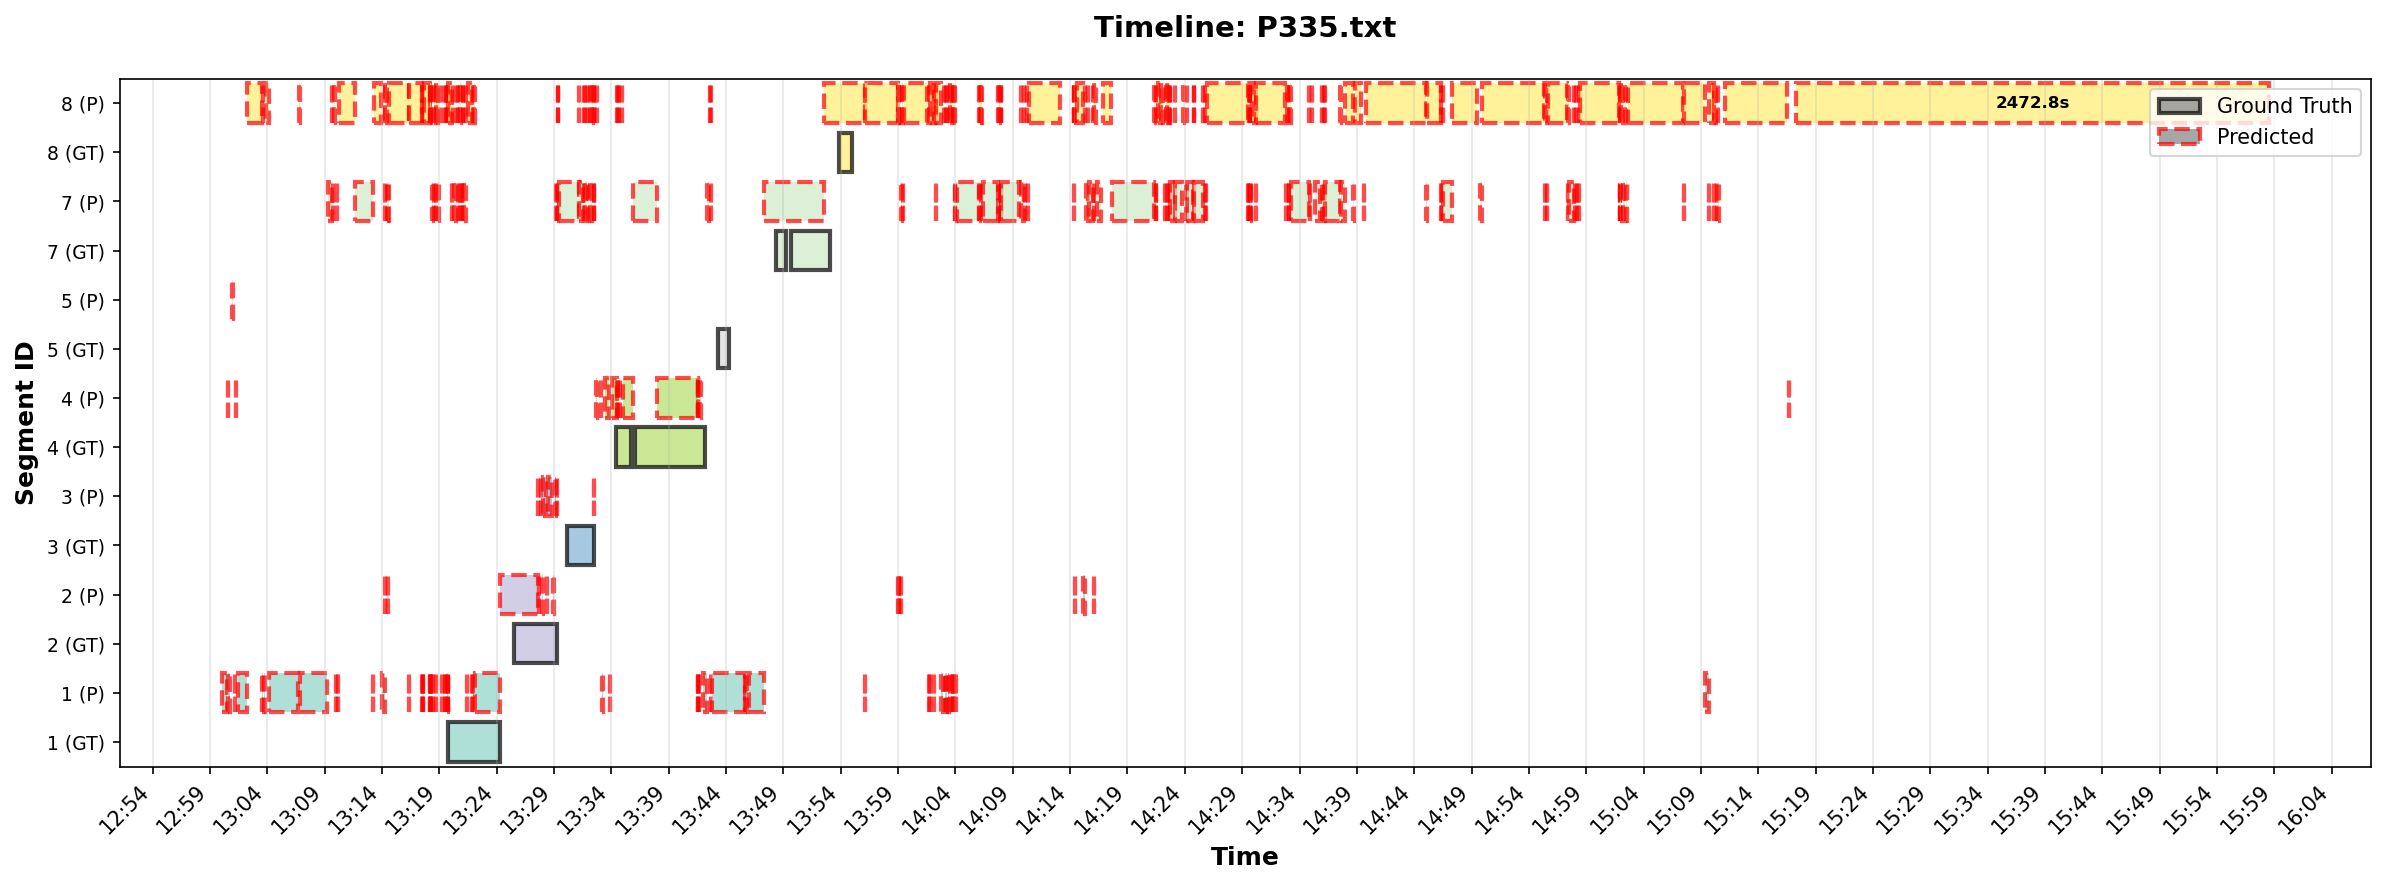 Timeline: P335.txt
8 (P)
2472.8s
Ground Truth
Predicted
8 (GT)
7 (P)
7 (GT)
5 (P)
5 (GT)
4 (P)
4 (GT)
3 (P)
3 (GT)
2 (P)
2 (GT)
1 (P)
1 (GT)
Segment ID
12:54 12:59 13:04 13:09 13:14 13:19 13:24 13:29 13:34 13:39 13:44 13:49 13:54 13:59 14:04 14:09 14:14 14:19 14:24 14:29 14:34 14:39 14:44 14:49 14:54 14:59 15:04 15:09 15:14 15:19 15:24 15:29 15:34 15:39 15:44 15:49 15:54 15:59 16:04
Time